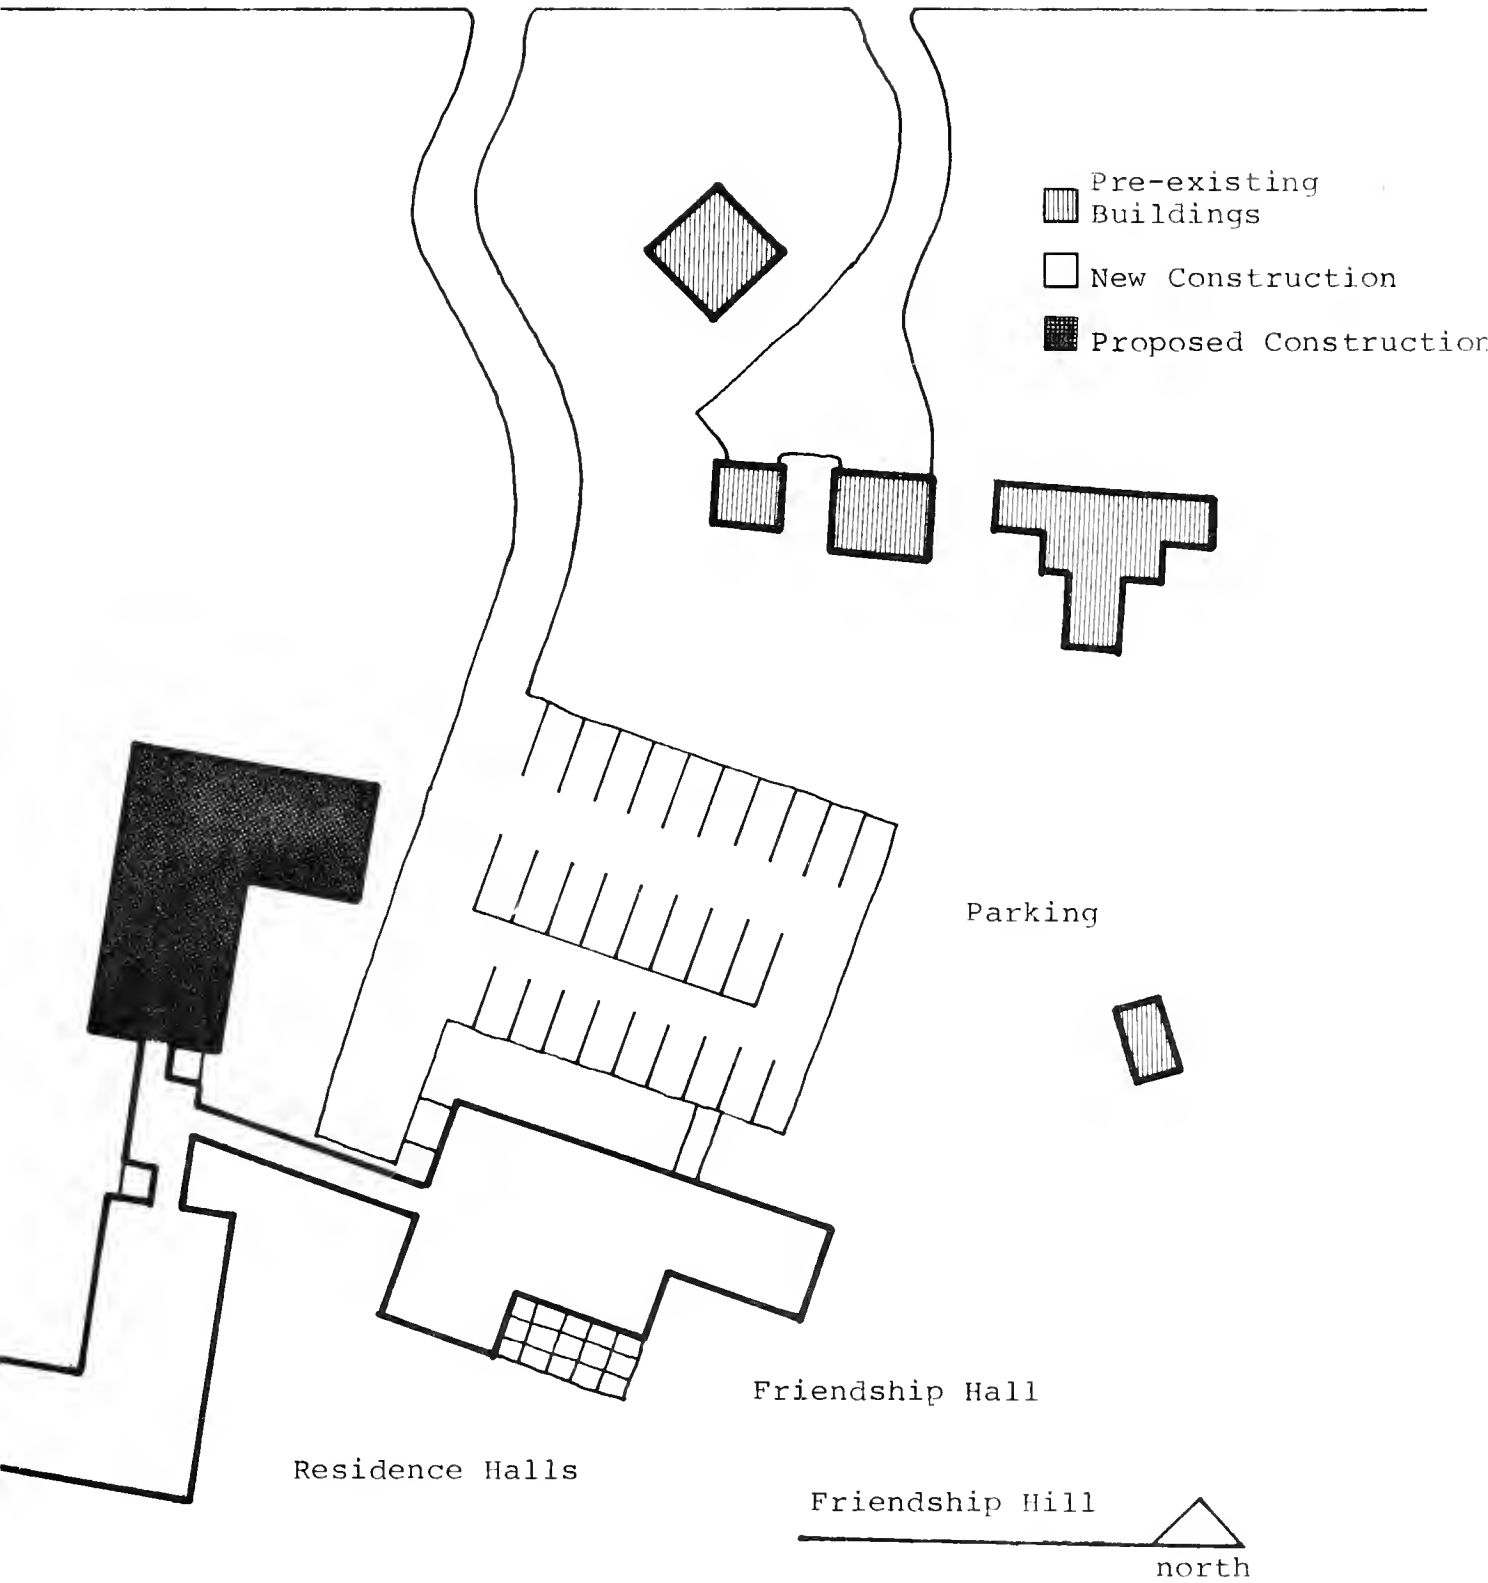 Pre-existing
Buildings
New Construction
Proposed Construction
Parking
Friendship Hall
Residence Halls
Friendship Hill
north